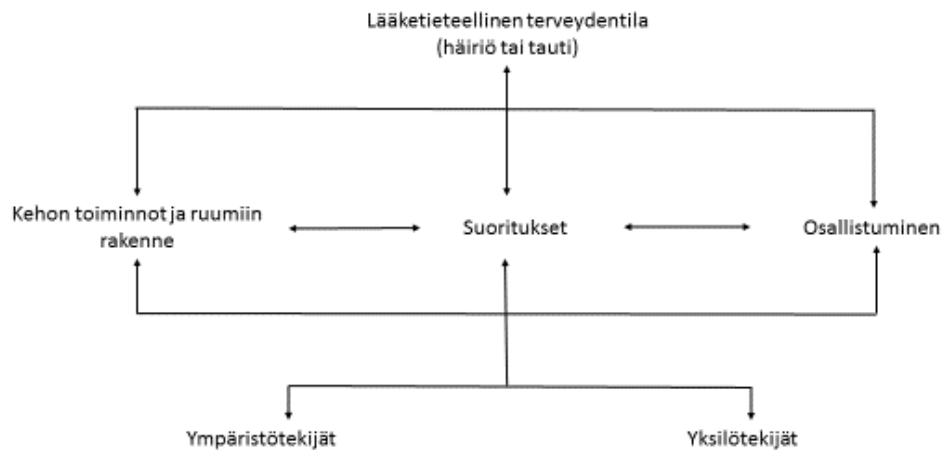 Lääketieteellinen terveydentila
(häiriö tai tauti)
Kehon toiminnot ja ruumiin
rakenne
Suoritukset
Osallistuminen
Ympäristötekijät
Yksilötekijät